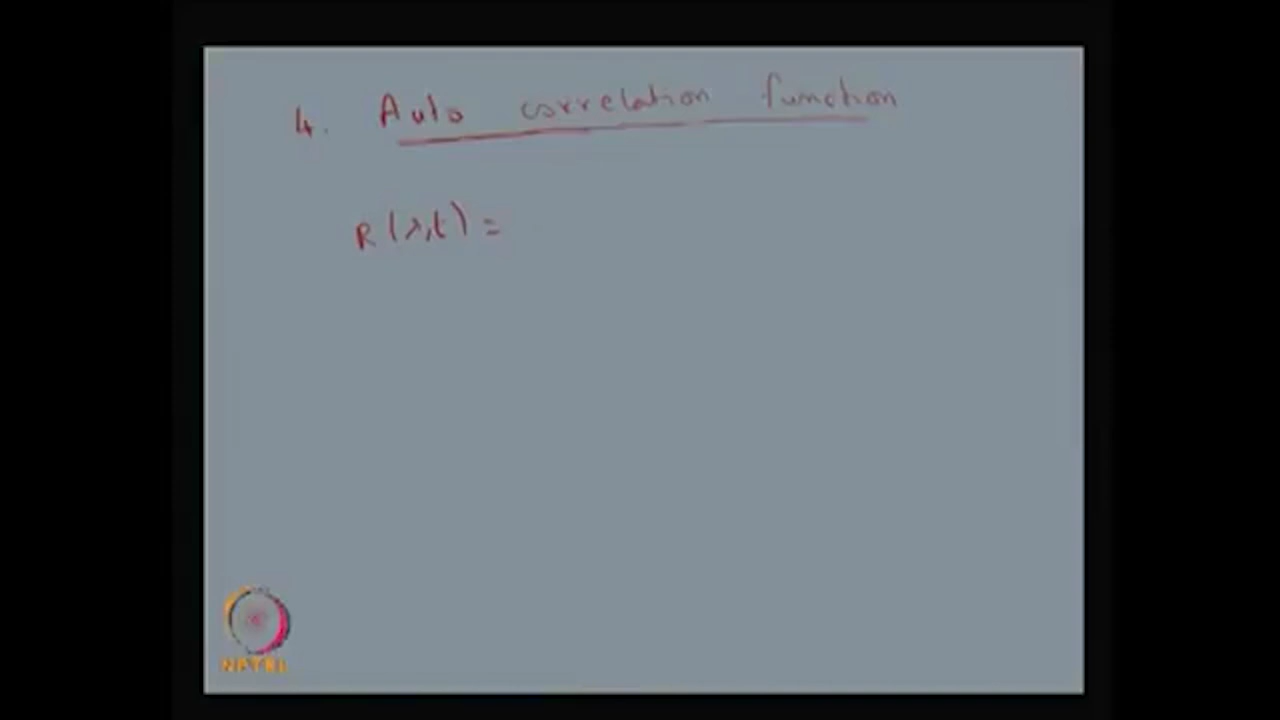 4. Auto correlation function
R(λ,t) =
NPTEL